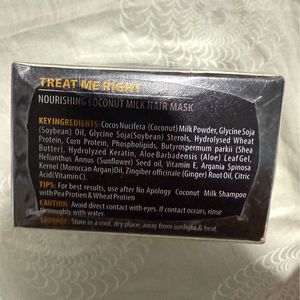 TREAT ME RIGHT
NOURISHING COCONUT MILK HAIR MASK
KEY INGREDIENTS: Cocos Nucifera (Coconut) Milk Powder, Glycine Soja
(Soybean) Oil, Glycine Soja(Soybean) Sterols, Hydrolysed Wheat
Protein, Corn Protein, Phospholipids, Butyrospermum parkii (Shea
Butter), Hydrolyzed Keratin, Aloe Barbadensis (Aloe) Leaf Gel,
Helianthus Annus (Sunflower) Seed oil, Vitamin E, Argania Spinosa
Kernel (Moroccan Argan)Oil, Zingiber officinale (Ginger) Root Oil, Citric
Acid(Vitamin C).
TIPS: For best results, use after No Apology Coconut Milk Shampoo
with Pea Protien & Wheat Protien
CAUTION: Avoid direct contact with eyes. If contact occurs, rinse
thoroughly with water.
STORAGE: Store in a cool, dry place, away from sunlight & heat.